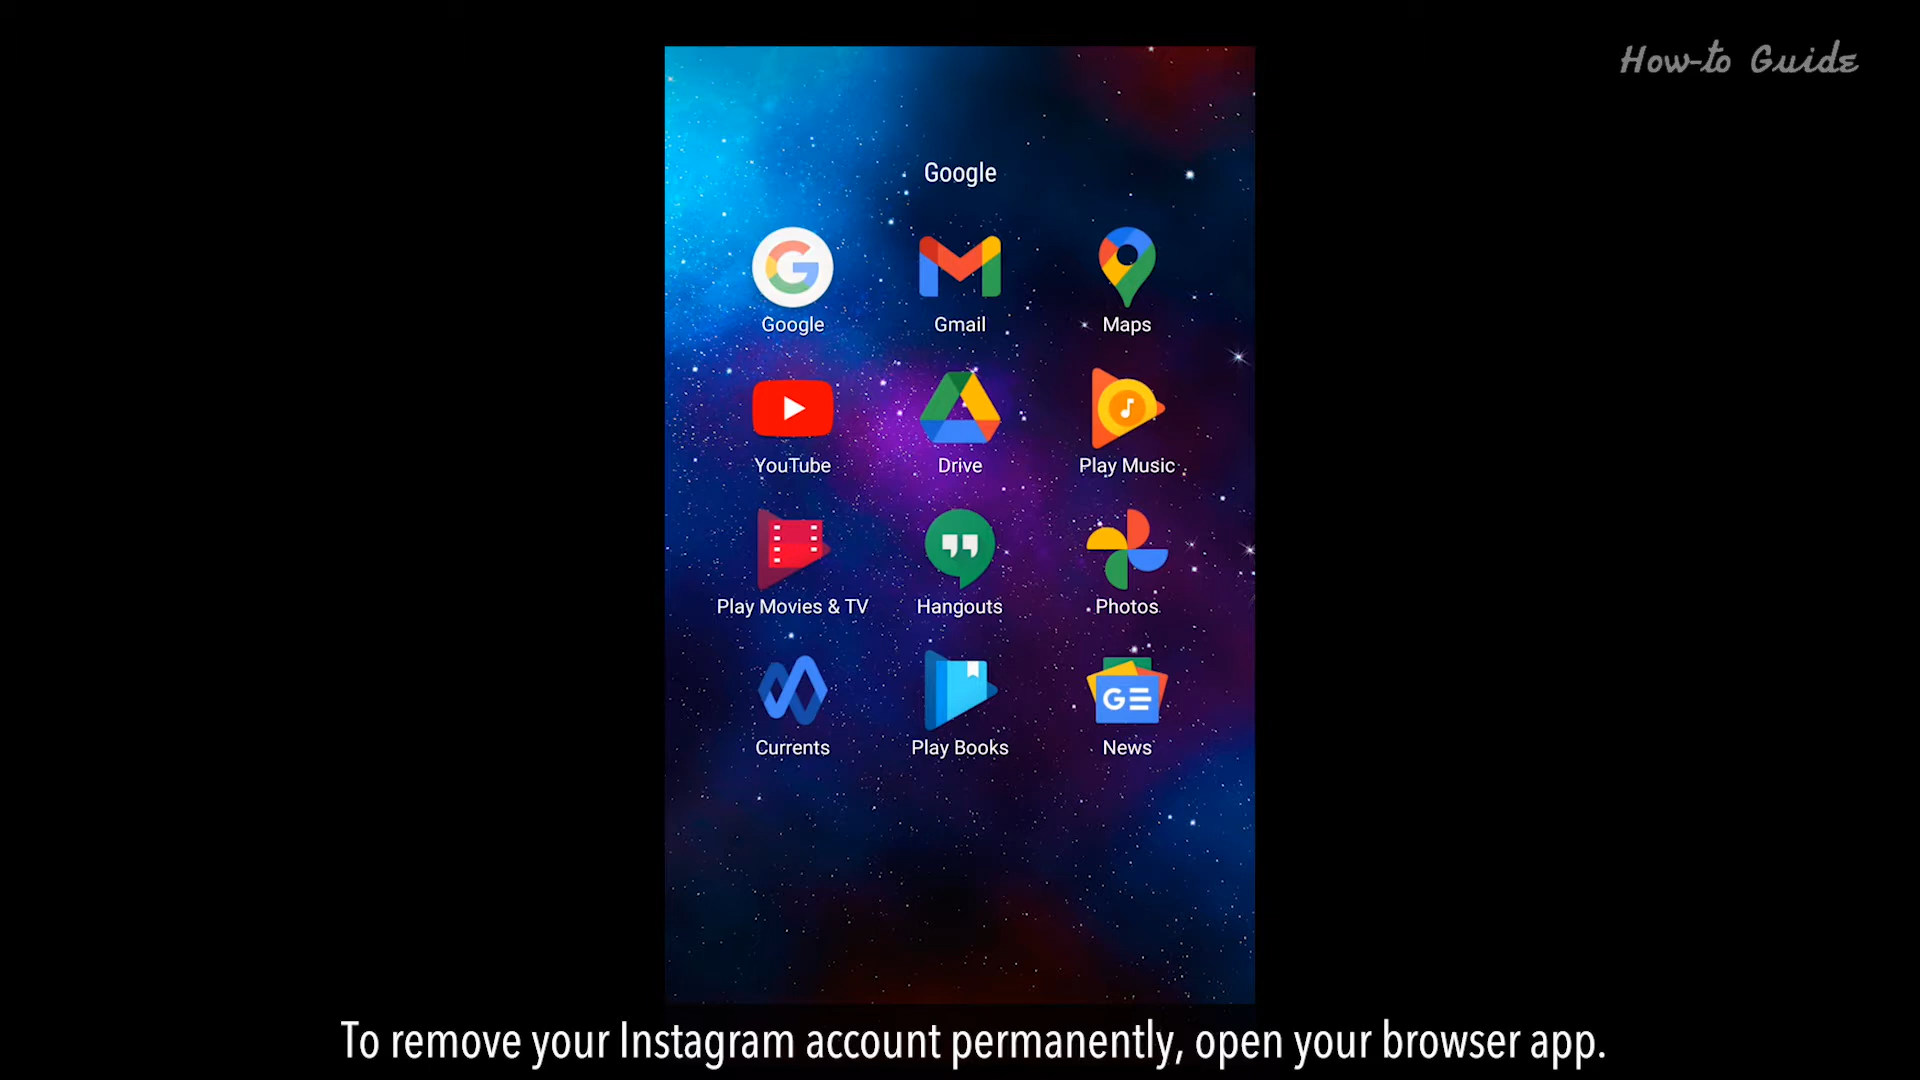 How-to Guide
Google
Google Gmail Maps
YouTube Drive Play Music
Play Movies & TV Hangouts Photos
Currents Play Books News
To remove your Instagram account permanently, open your browser app.